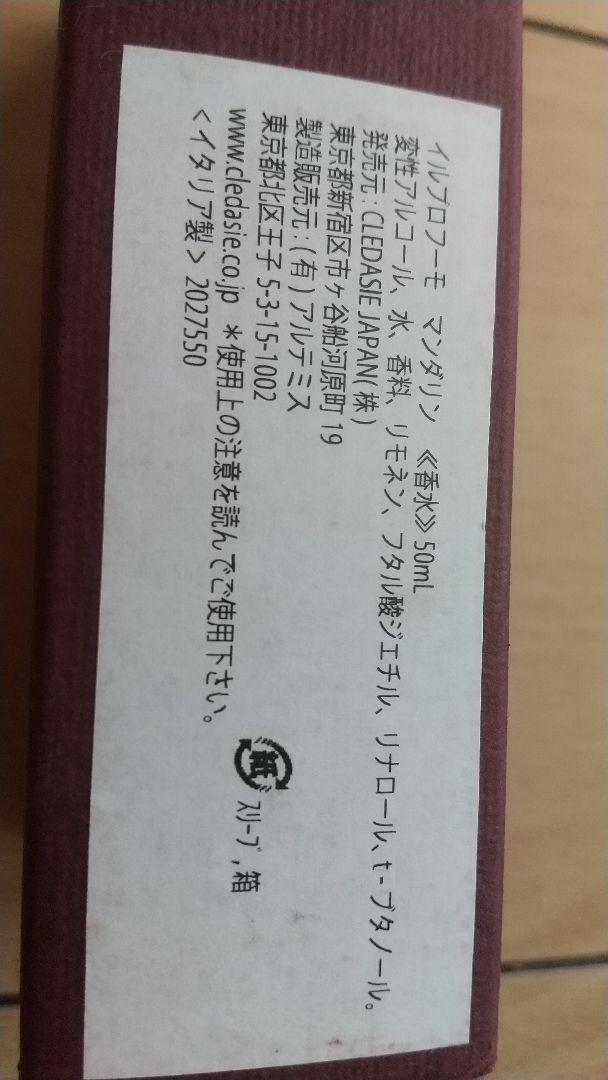 イルプロフーモ マンダリン 《香水》 50mL
変性アルコール、水、香料、リモネン、フタル酸ジエチル、リナロール、t-ブタノール。
発売元 : CLEDASIE JAPAN( 株 )
東京都新宿区市ヶ谷船河原町 19
製造販売元 : ( 有 ) アルテミス
東京都北区王子 5-3-15-1002
www.cledasie.co.jp *使用上の注意を読んでご使用下さい。
<イタリア製> 2027550
紙 ｽﾘｰﾌﾞ , 箱